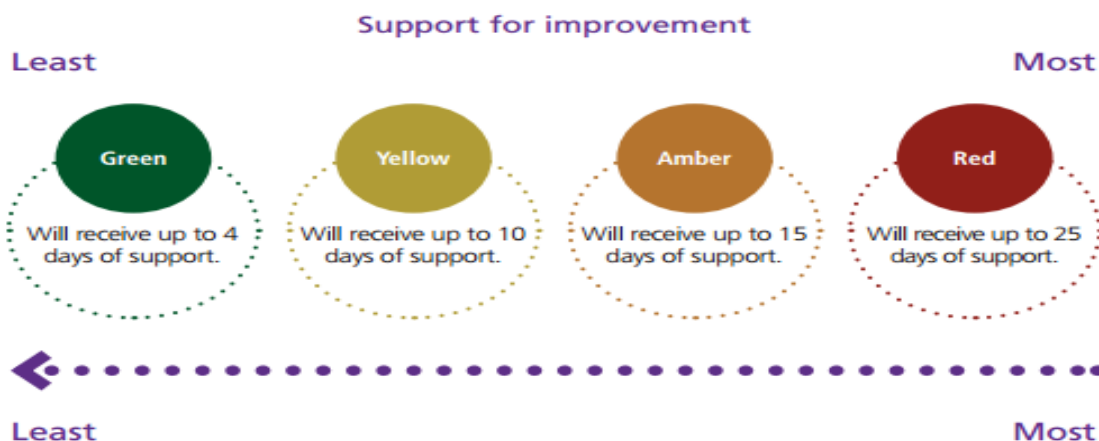 Support for improvement
Least Most
Green Yellow Amber Red
Will receive up to 4 days of support.
Will receive up to 10 days of support.
Will receive up to 15 days of support.
Will receive up to 25 days of support.
Least Most